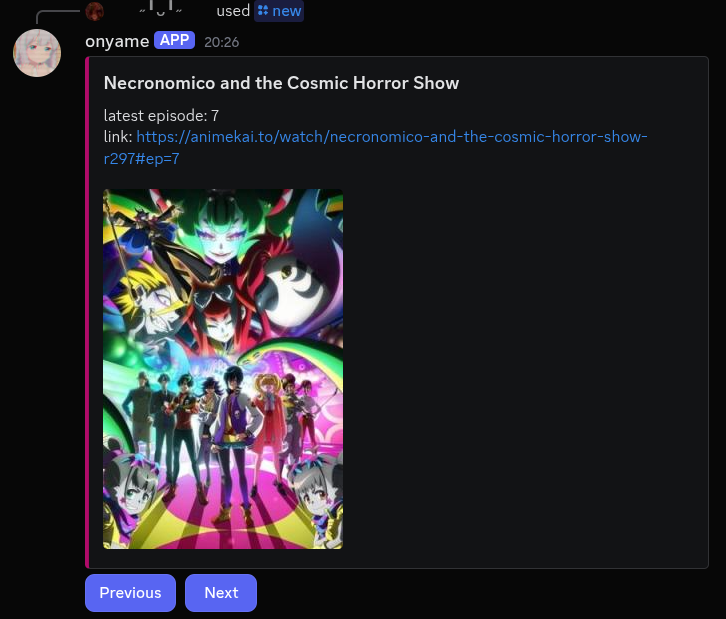 used new
onyame APP 20:26
Necronomico and the Cosmic Horror Show
latest episode: 7
link: https://animekai.to/watch/necronomico-and-the-cosmic-horror-show-
r297#ep=7
Previous Next